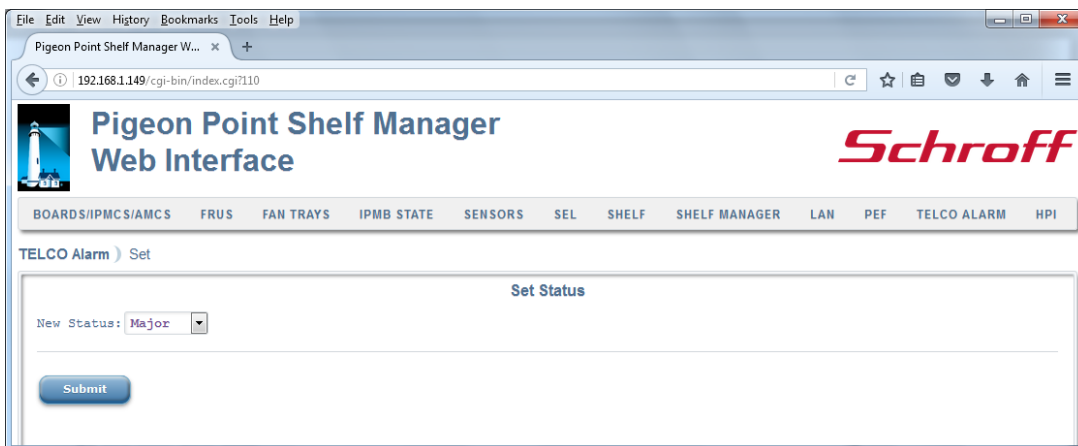 File Edit View History Bookmarks Tools Help
Pigeon Point Shelf Manager W... × +
192.168.1.149/cgi-bin/index.cgi?110
Pigeon Point Shelf Manager
Web Interface
Schroff
BOARDS/IPMCS/AMCS FRUS FAN TRAYS IPMB STATE SENSORS SEL SHELF SHELF MANAGER LAN PEF TELCO ALARM HPI
TELCO Alarm ) Set
Set Status
New Status: Major
Submit